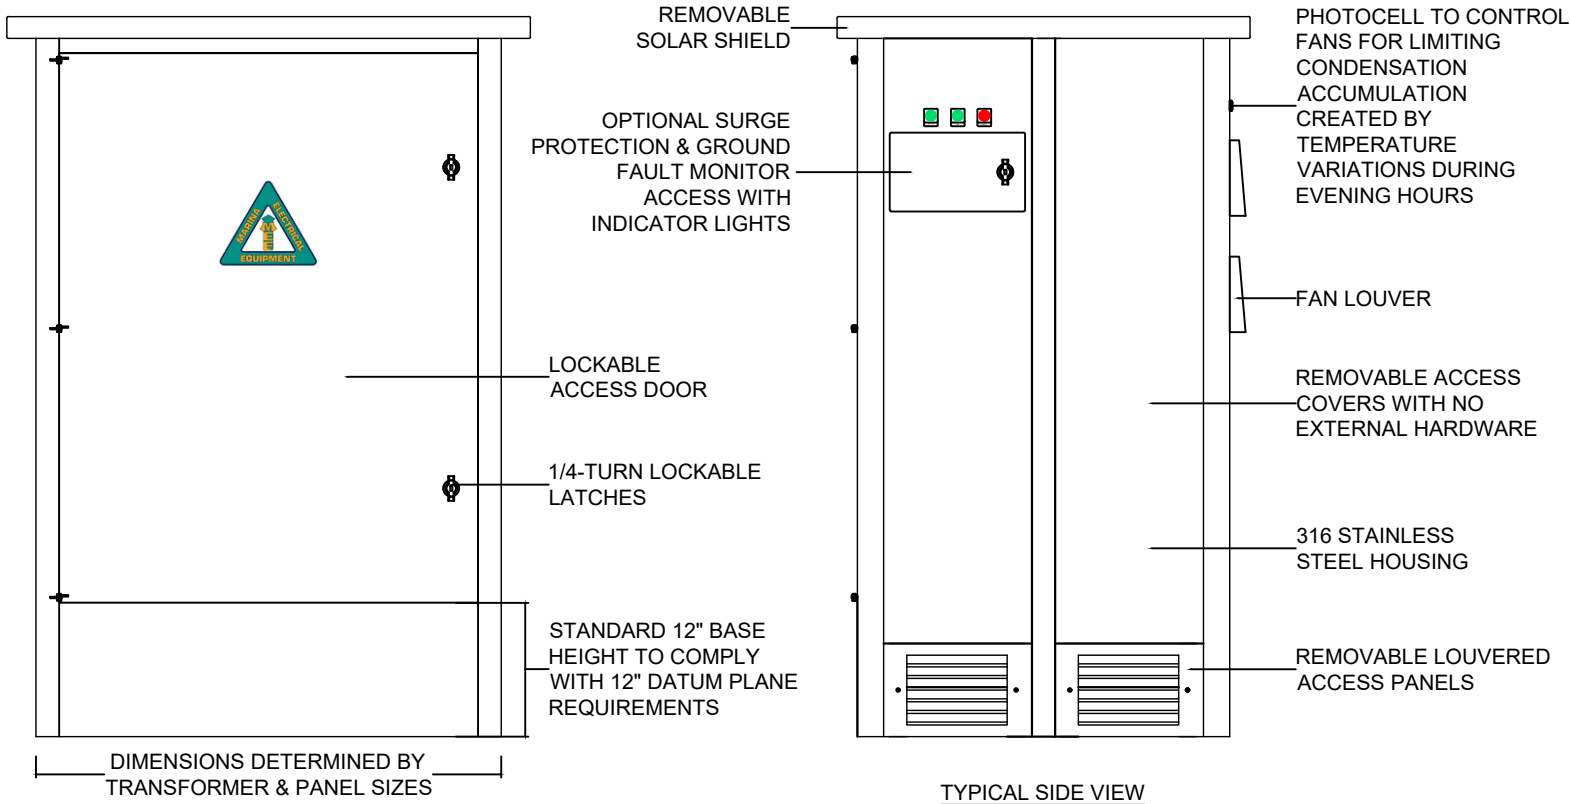 REMOVABLE
SOLAR SHIELD
OPTIONAL SURGE
PROTECTION & GROUND
FAULT MONITOR
ACCESS WITH
INDICATOR LIGHTS
MARINA
ELECTRICAL
EQUIPMENT
MEE
LOCKABLE
ACCESS DOOR
1/4-TURN LOCKABLE
LATCHES
STANDARD 12" BASE
HEIGHT TO COMPLY
WITH 12" DATUM PLANE
REQUIREMENTS
DIMENSIONS DETERMINED BY
TRANSFORMER & PANEL SIZES
PHOTOCELL TO CONTROL
FANS FOR LIMITING
CONDENSATION
ACCUMULATION
CREATED BY
TEMPERATURE
VARIATIONS DURING
EVENING HOURS
FAN LOUVER
REMOVABLE ACCESS
COVERS WITH NO
EXTERNAL HARDWARE
316 STAINLESS
STEEL HOUSING
REMOVABLE LOUVERED
ACCESS PANELS
TYPICAL SIDE VIEW